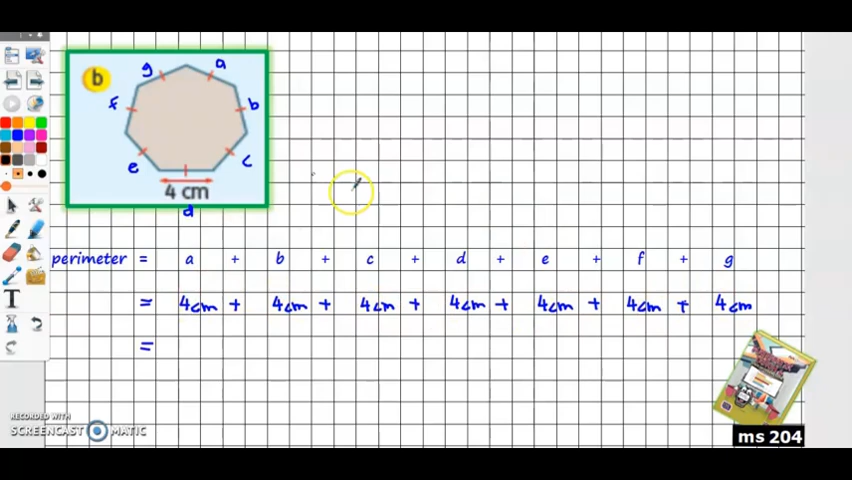 b
g a
f b
e c
4 cm
d
perimeter = a + b + c + d + e + f + g
= 4cm + 4cm + 4cm + 4cm + 4cm + 4cm + 4cm
=
T
RECORDED WITH
SCREENCAST MATIC
ms 204